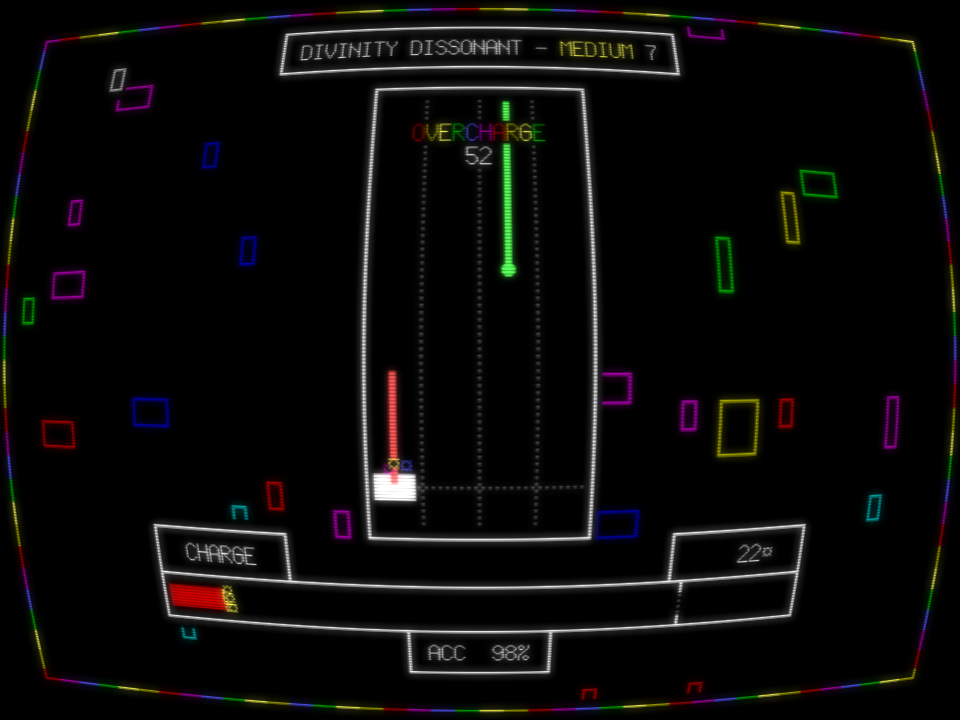 DIVINITY DISSONANT - MEDIUM 7
OVERCHARGE
52
CHARGE
22¤
ACC 98%